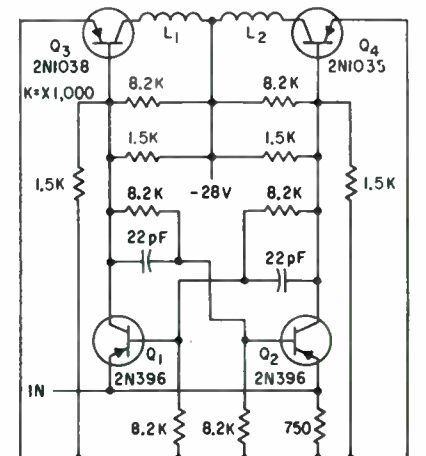 L1 L2
Q3 Q4
2N1038 2N1035
K=X1,000 8.2K 8.2K
1.5K 1.5K
1.5K -28V 1.5K
8.2K 8.2K
22pF 22pF
Q1 Q2
2N396 2N396
IN
8.2K 8.2K 750